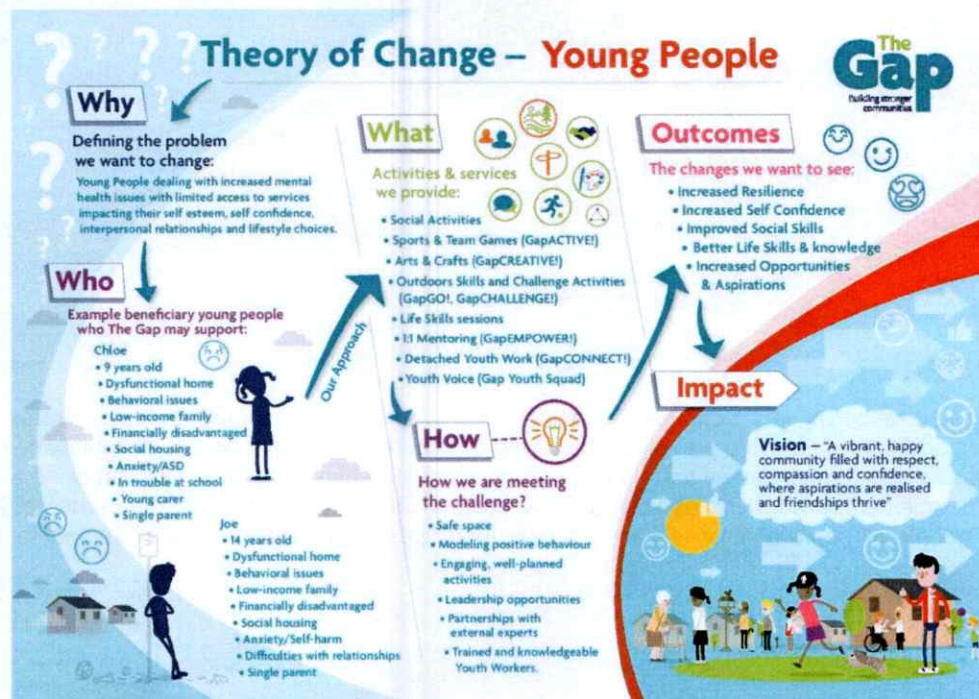 Theory of Change – Young People
The
Gap
building stronger
communities
Why
Defining the problem
we want to change:
Young People dealing with increased mental
health issues with limited access to services
impacting their self esteem, self confidence,
interpersonal relationships and lifestyle choices.
Who
Example beneficiary young people
who The Gap may support:
Chloe
• 9 years old
• Dysfunctional home
• Behavioral issues
• Low-income family
• Financially disadvantaged
• Social housing
• Anxiety/ASD
• In trouble at school
• Young carer
• Single parent
Joe
• 14 years old
• Dysfunctional home
• Behavioral issues
• Low-income family
• Financially disadvantaged
• Social housing
• Anxiety/Self-harm
• Difficulties with relationships
• Single parent
Our Approach
What
Activities & services
we provide:
• Social Activities
• Sports & Team Games (GapACTIVE!)
• Arts & Crafts (GapCREATIVE!)
• Outdoors Skills and Challenge Activities
(GapGO!, GapCHALLENGE!)
• Life Skills sessions
• 1:1 Mentoring (GapEMPOWER!)
• Detached Youth Work (GapCONNECT!)
• Youth Voice (Gap Youth Squad)
How
How we are meeting
the challenge?
• Safe space
• Modeling positive behaviour
• Engaging, well-planned
activities
• Leadership opportunities
• Partnerships with
external experts
• Trained and knowledgeable
Youth Workers.
Outcomes
The changes we want to see:
• Increased Resilience
• Increased Self Confidence
• Improved Social Skills
• Better Life Skills & knowledge
• Increased Opportunities
& Aspirations
Impact
Vision – "A vibrant, happy
community filled with respect,
compassion and confidence,
where aspirations are realised
and friendships thrive"